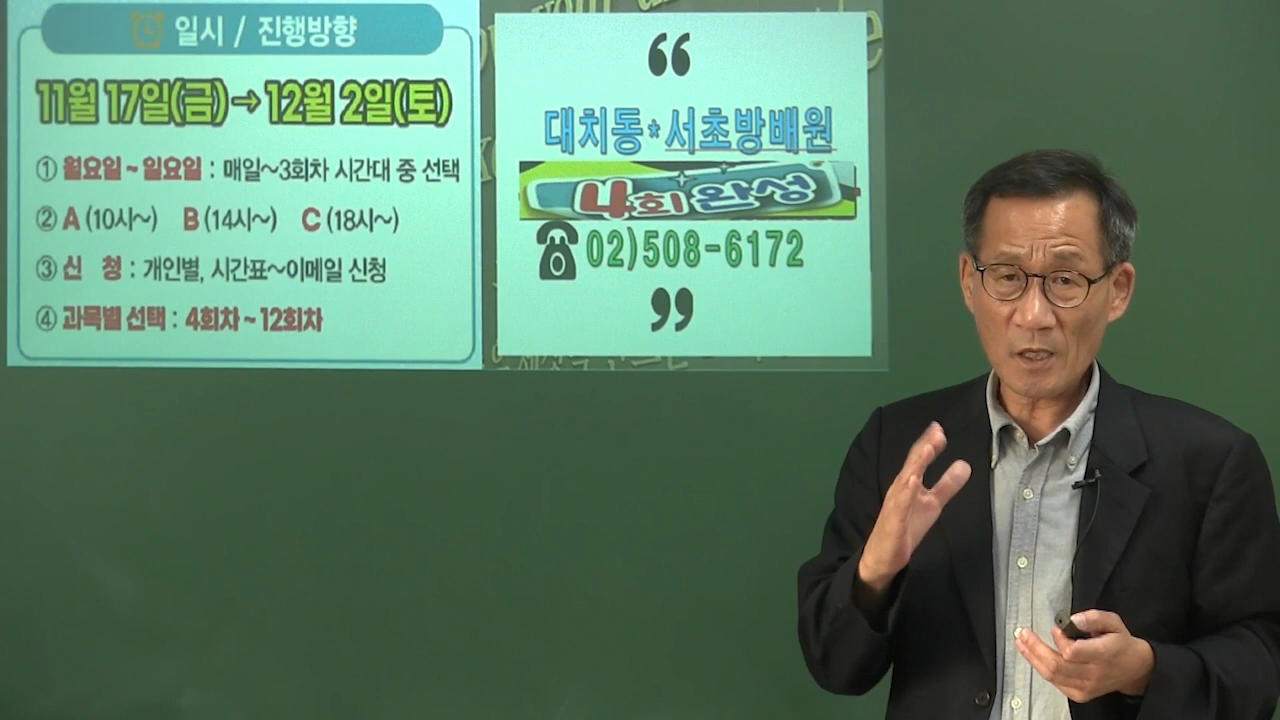 일시 / 진행방향
11월 17일(금)→12월 2일(토)
① 월요일 ~ 일요일 : 매일~3회차 시간대 중 선택
② A (10시~) B (14시~) C (18시~)
③ 신 청 : 개인별, 시간표~이메일 신청
④ 과목별 선택 : 4회차 ~ 12회차
“
대치동*서초방배원
4회 완성
☎02)508-6172
”